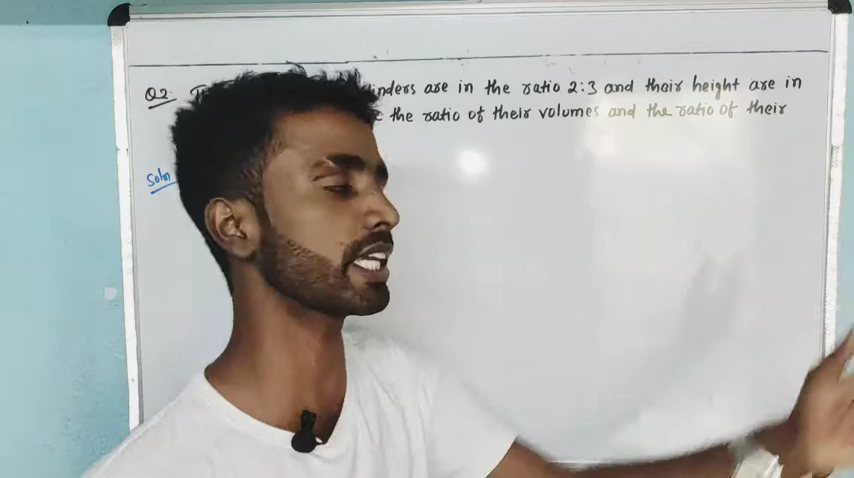 Q2. inders are in the ratio 2:3 and their height are in
the ratio of their volumes and the ratio of their
Soln